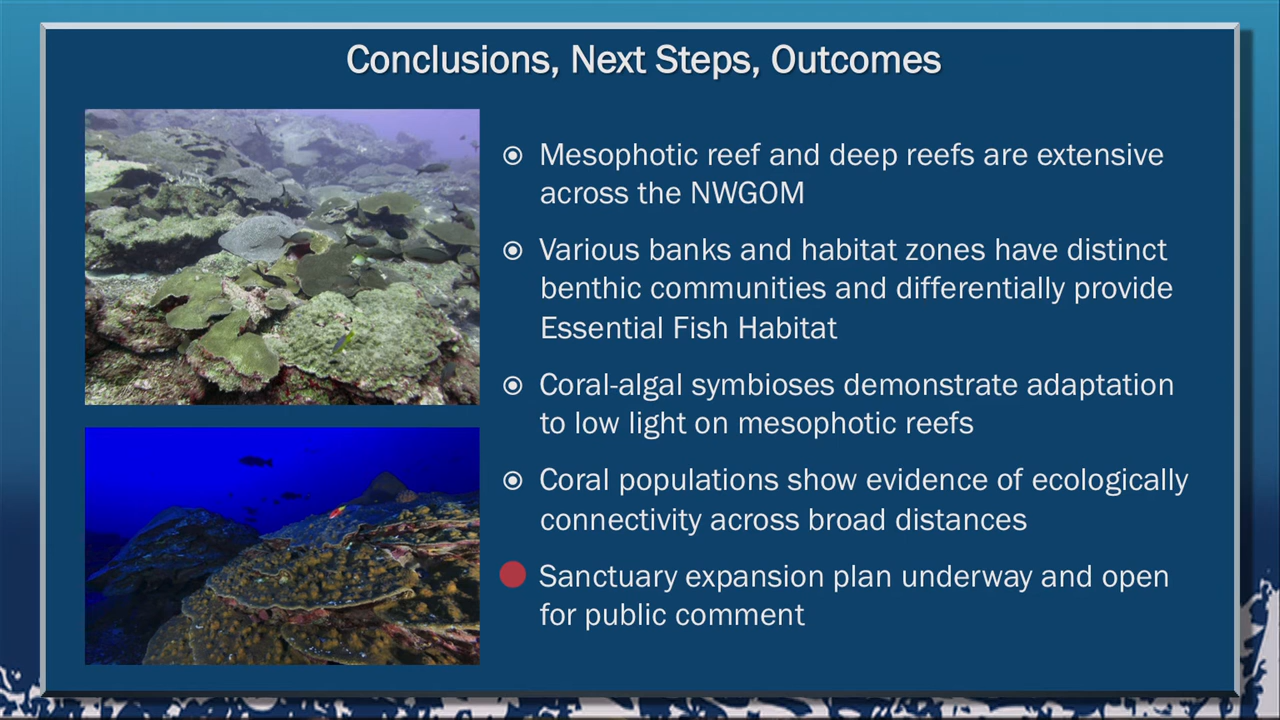 Conclusions, Next Steps, Outcomes
Mesophotic reef and deep reefs are extensive
across the NWGOM
Various banks and habitat zones have distinct
benthic communities and differentially provide
Essential Fish Habitat
Coral-algal symbioses demonstrate adaptation
to low light on mesophotic reefs
Coral populations show evidence of ecologically
connectivity across broad distances
Sanctuary expansion plan underway and open
for public comment